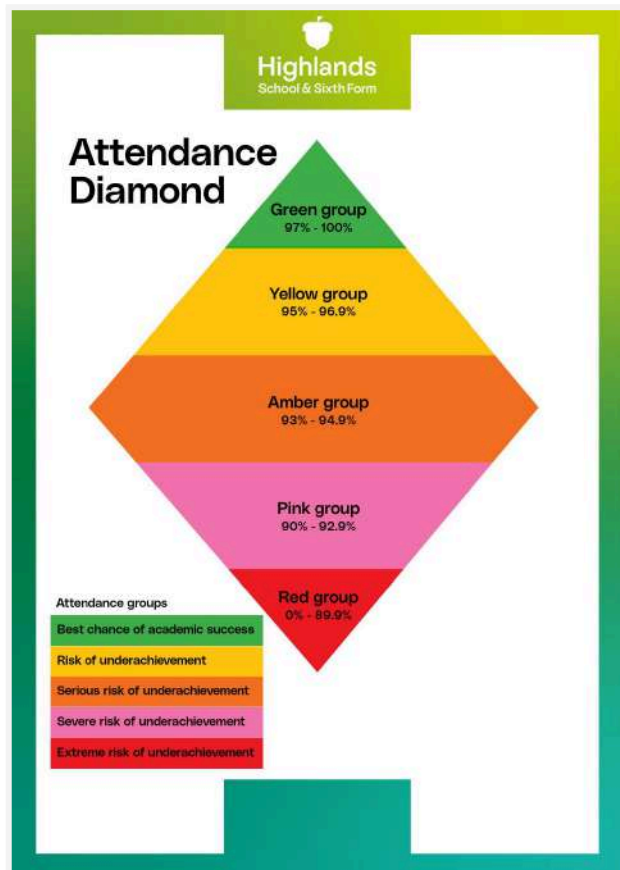 Highlands
School & Sixth Form
Attendance
Diamond
Green group
97% - 100%
Yellow group
95% - 96.9%
Amber group
93% - 94.9%
Pink group
90% - 92.9%
Red group
0% - 89.9%
Attendance groups
Best chance of academic success
Risk of underachievement
Serious risk of underachievement
Severe risk of underachievement
Extreme risk of underachievement